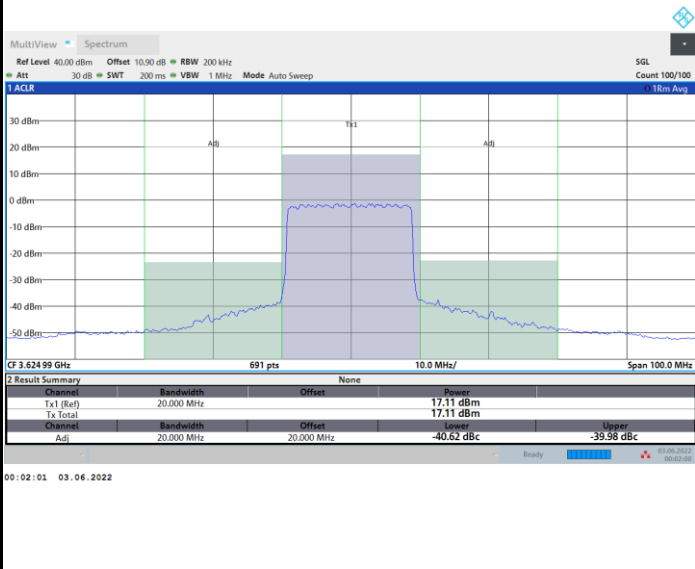 MultiView Spectrum
Ref Level 40.00 dBm Offset 10.90 dB RBW 200 kHz SGL
Att 30 dB SWT 200 ms VBW 1 MHz Mode Auto Sweep Count 100/100
1 ACLR 1Rm Avg
30 dBm
Tx1
20 dBm
Adj Adj
10 dBm
0 dBm
-10 dBm
-20 dBm
-30 dBm
-40 dBm
-50 dBm
CF 3.624 99 GHz 691 pts 10.0 MHz/ Span 100.0 MHz
2 Result Summary None
Channel Bandwidth Offset Power
Tx1 (Ref) 20.000 MHz 17.11 dBm
Tx Total 17.11 dBm
Channel Bandwidth Offset Lower Upper
Adj 20.000 MHz 20.000 MHz -40.62 dBc -39.98 dBc
Ready 03.06.2022
00:02:00
00:02:01 03.06.2022